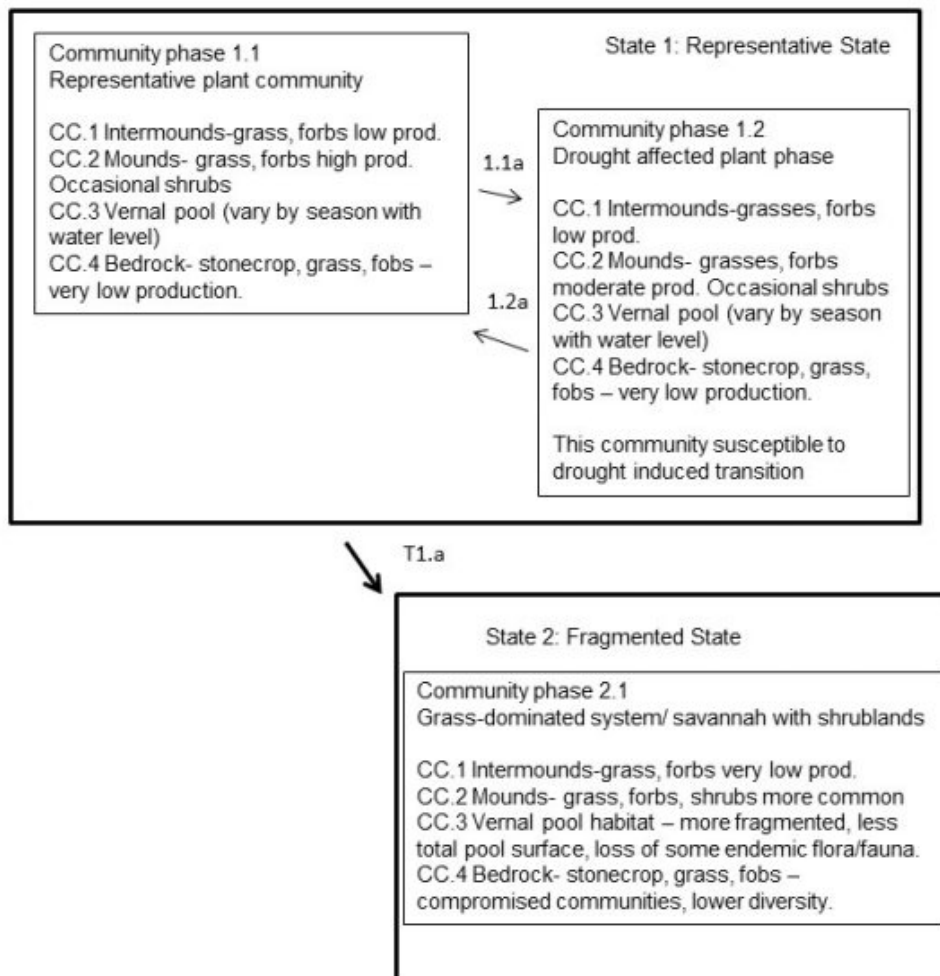 State 1: Representative State
Community phase 1.1
Representative plant community
CC.1 Intermounds-grass, forbs low prod.
CC.2 Mounds- grass, forbs high prod.
Occasional shrubs
CC.3 Vernal pool (vary by season with
water level)
CC.4 Bedrock- stonecrop, grass, fobs –
very low production.
1.1a
1.2a
Community phase 1.2
Drought affected plant phase
CC.1 Intermounds-grasses, forbs
low prod.
CC.2 Mounds- grasses, forbs
moderate prod. Occasional shrubs
CC.3 Vernal pool (vary by season
with water level)
CC.4 Bedrock- stonecrop, grass,
fobs – very low production.
This community susceptible to
drought induced transition
T1.a
State 2: Fragmented State
Community phase 2.1
Grass-dominated system/ savannah with shrublands
CC.1 Intermounds-grass, forbs very low prod.
CC.2 Mounds- grass, forbs, shrubs more common
CC.3 Vernal pool habitat – more fragmented, less
total pool surface, loss of some endemic flora/fauna.
CC.4 Bedrock- stonecrop, grass, fobs –
compromised communities, lower diversity.